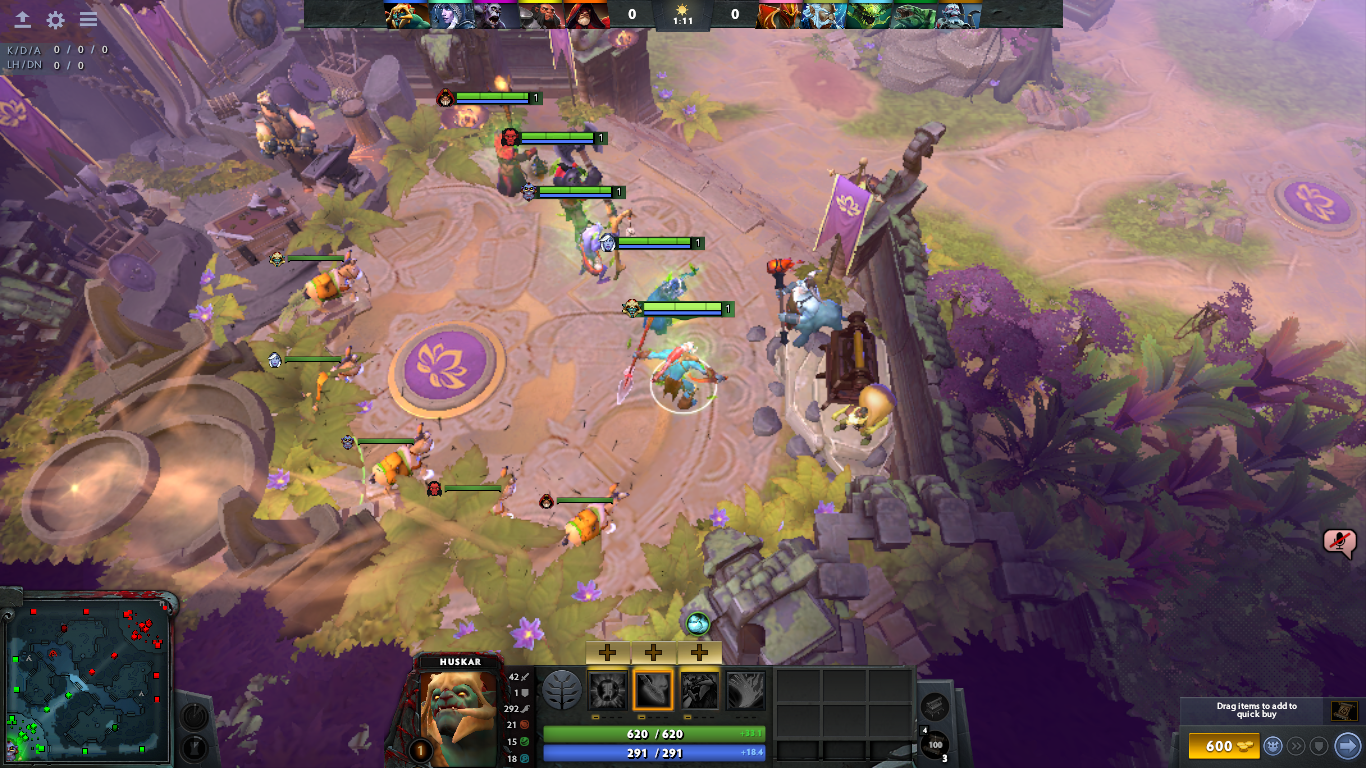 0 1:11 0
K/D/A 0 / 0 / 0
LH/DN 0 / 0
1
1
1
1
1
HUSKAR
42
1
292
21
15
18
1
620 / 620 +33.1
291 / 291 +18.4
4
100
3
Drag items to add to
quick buy
600